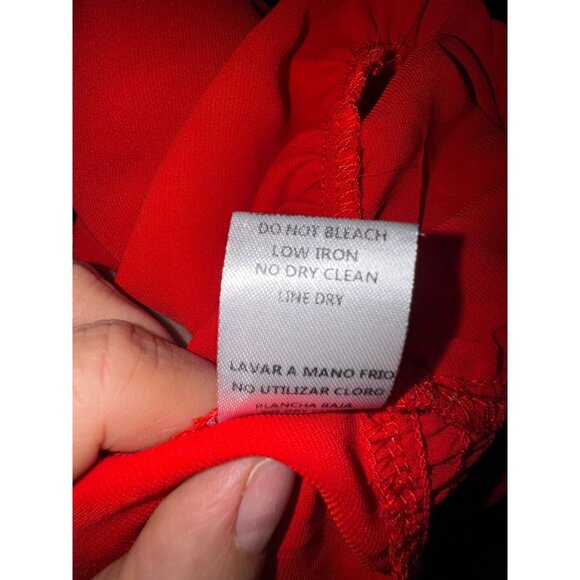 DO NOT BLEACH
LOW IRON
NO DRY CLEAN
LINE DRY
LAVAR A MANO FRIO
NO UTILIZAR CLORO
PLANCHA BAJA